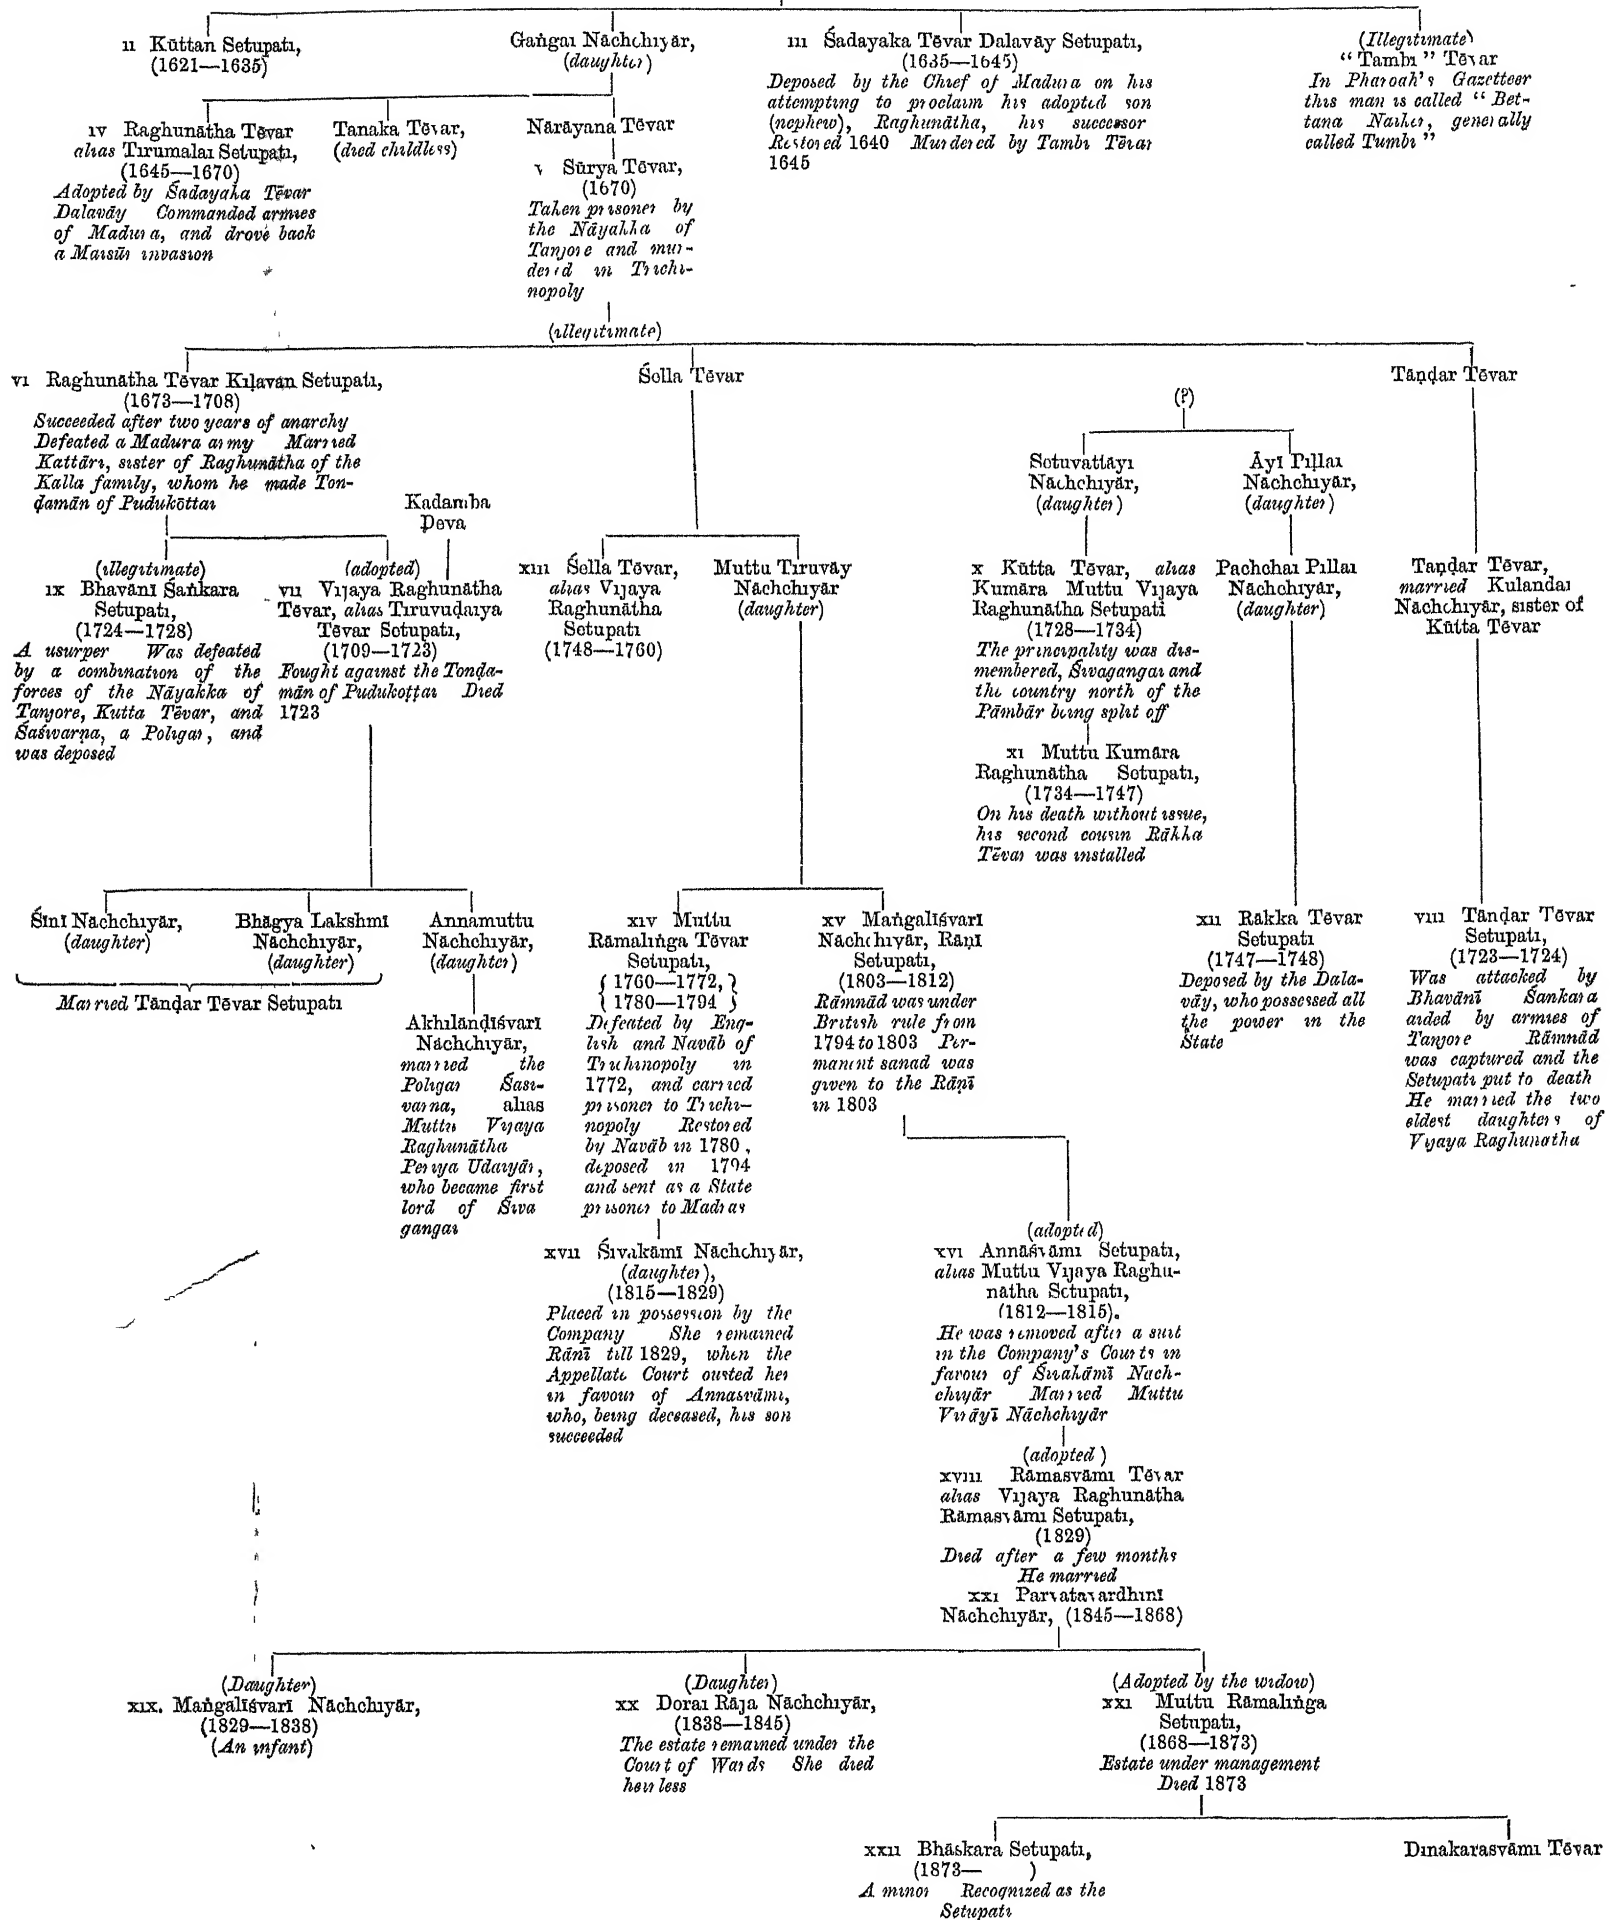 ii Kūttan Setupati,
(1621—1635)
Gaṅgai Nāchchiyār,
(daughter)
iii Śadayaka Tēvar Dalavāy Setupati,
(1635—1645)
Deposed by the Chief of Madura on his
attempting to proclaim his adopted son
(nephew), Raghunātha, his successor
Restored 1640 Murdered by Tambi Tēvar
1645
(Illegitimate)
“Tambi” Tēvar
In Pharoah's Gazetteer
this man is called “Bet-
tana Naiker, generally
called Tumbi”
iv Raghunātha Tēvar
alias Tirumalai Setupati,
(1645—1670)
Adopted by Śadayaka Tēvar
Dalavāy Commanded armies
of Madura, and drove back
a Maisūr invasion
Tanaka Tēvar,
(died childless)
Nārāyana Tēvar
v Sūrya Tēvar,
(1670)
Taken prisoner by
the Nāyakka of
Tanjore and mur-
dered in Trichi-
nopoly
(illegitimate)
vi Raghunātha Tēvar Kiḷavan Setupati,
(1673—1708)
Succeeded after two years of anarchy
Defeated a Madura army Married
Kattāri, sister of Raghunātha of the
Kalla family, whom he made Ton-
ḍamān of Pudukōttai
Śella Tēvar
(?)
Tāṇḍar Tēvar
Setuvattāyi
Nāchchiyār,
(daughter)
Āyī Piḷlai
Nāchchiyār,
(daughter)
Kadamba
Deva
(illegitimate)
ix Bhavānī Śaṅkara
Setupati,
(1724—1728)
A usurper Was defeated
by a combination of the
forces of the Nāyakka of
Tanjore, Kutta Tēvar, and
Śaśivarṇa, a Poligar, and
was deposed
(adopted)
vii Vijaya Raghunātha
Tēvar, alias Tiruvuḍaiya
Tēvar Setupati,
(1709—1723)
Fought against the Tonḍa-
mān of Pudukoṭṭai Died
1723
xiii Śella Tēvar,
alias Vijaya
Raghunātha
Setupati
(1748—1760)
Muttu Tiruvāy
Nāchchiyār
(daughter)
x Kūtta Tēvar, alias
Kumāra Muttu Vijaya
Raghunātha Setupati
(1728—1734)
The principality was dis-
membered, Śivagangai and
the country north of the
Pāmbār being split off
Pachchai Pillai
Nāchchiyār,
(daughter)
Taṇḍar Tēvar,
married Kulandai
Nāchchiyār, sister of
Kūtta Tēvar
xi Muttu Kumāra
Raghunātha Setupati,
(1734—1747)
On his death without issue,
his second cousin Rākka
Tēvar was installed
Śinī Nāchchiyār,
(daughter)
Bhāgya Lakshmī
Nāchchiyār,
(daughter)
Married Tāṇḍar Tēvar Setupati
Annamuttu
Nāchchiyār,
(daughter)
Akhilāṇḍiśvarī
Nāchchiyār,
married the
Poligar Śasi-
varna, alias
Muttu Vijaya
Raghunātha
Periya Udaiyār,
who became first
lord of Śiva
gangai
xiv Muttu
Rāmaliṅga Tēvar
Setupati,
{ 1760—1772, }
{ 1780—1794 }
Defeated by Eng-
lish and Navāb of
Trichinopoly in
1772, and carried
prisoner to Trichi-
nopoly Restored
by Navāb in 1780,
deposed in 1794
and sent as a State
prisoner to Madras
xv Maṅgalīśvarī
Nāchchiyār, Rāṇī
Setupati,
(1803—1812)
Rāmnād was under
British rule from
1794 to 1803 Per-
manent sanad was
given to the Rāṇī
in 1803
xii Rākka Tēvar
Setupati
(1747—1748)
Deposed by the Dala-
vāy, who possessed all
the power in the
State
viii Tāṇḍar Tēvar
Setupati,
(1723—1724)
Was attacked by
Bhavānī Śankara
aided by armies of
Tanjore Rāmnād
was captured and the
Setupati put to death
He married the two
eldest daughters of
Vijaya Raghunatha
xvii Śivakāmī Nāchchiyār,
(daughter),
(1815—1829)
Placed in possession by the
Company She remained
Rānī till 1829, when the
Appellate Court ousted her
in favour of Annasvāmi,
who, being deceased, his son
succeeded
(adopted)
xvi Annāsvāmi Setupati,
alias Muttu Vijaya Raghu-
nātha Setupati,
(1812—1815).
He was removed after a suit
in the Company's Courts in
favour of Śivakāmī Nach-
chiyār Married Muttu
Virāyī Nāchchiyār
(adopted)
xviii Rāmasvāmi Tēvar
alias Vijaya Raghunātha
Rāmasvāmi Setupati,
(1829)
Died after a few months
He married
xxi Parvatavardhinī
Nāchchiyār, (1845—1868)
(Daughter)
xix. Maṅgalīśvarī Nāchchiyār,
(1829—1838)
(An infant)
(Daughter)
xx Dorai Rāja Nāchchiyār,
(1838—1845)
The estate remained under the
Court of Wards She died
heirless
(Adopted by the widow)
xxi Muttu Rāmaliṅga
Setupati,
(1868—1873)
Estate under management
Died 1873
xxii Bhāskara Setupati,
(1873— )
A minor Recognized as the
Setupati
Dinakarasvāmi Tēvar